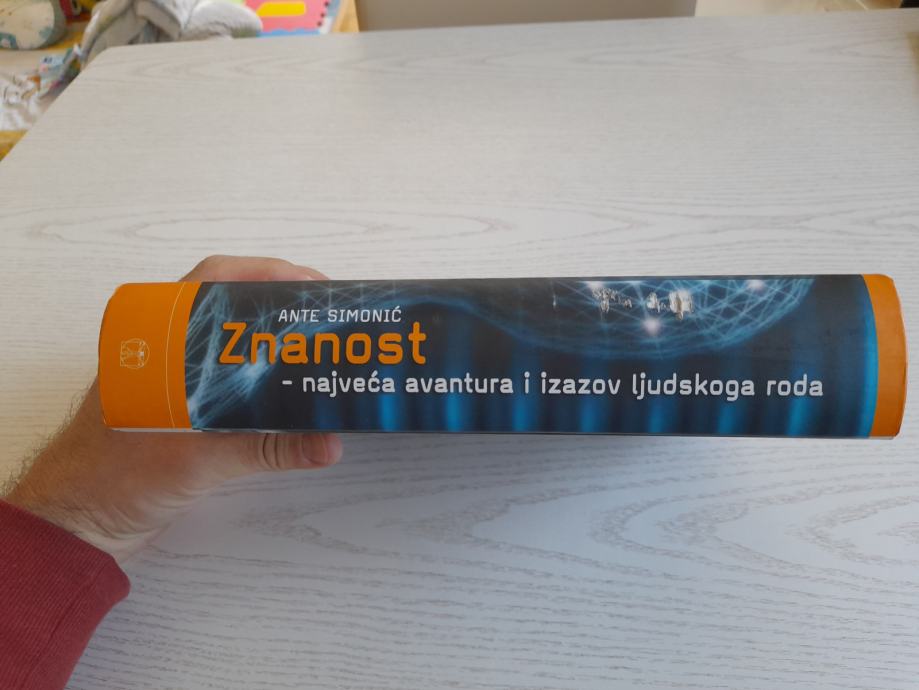 ANTE SIMONIĆ
Znanost
- najveća avantura i izazov ljudskoga roda